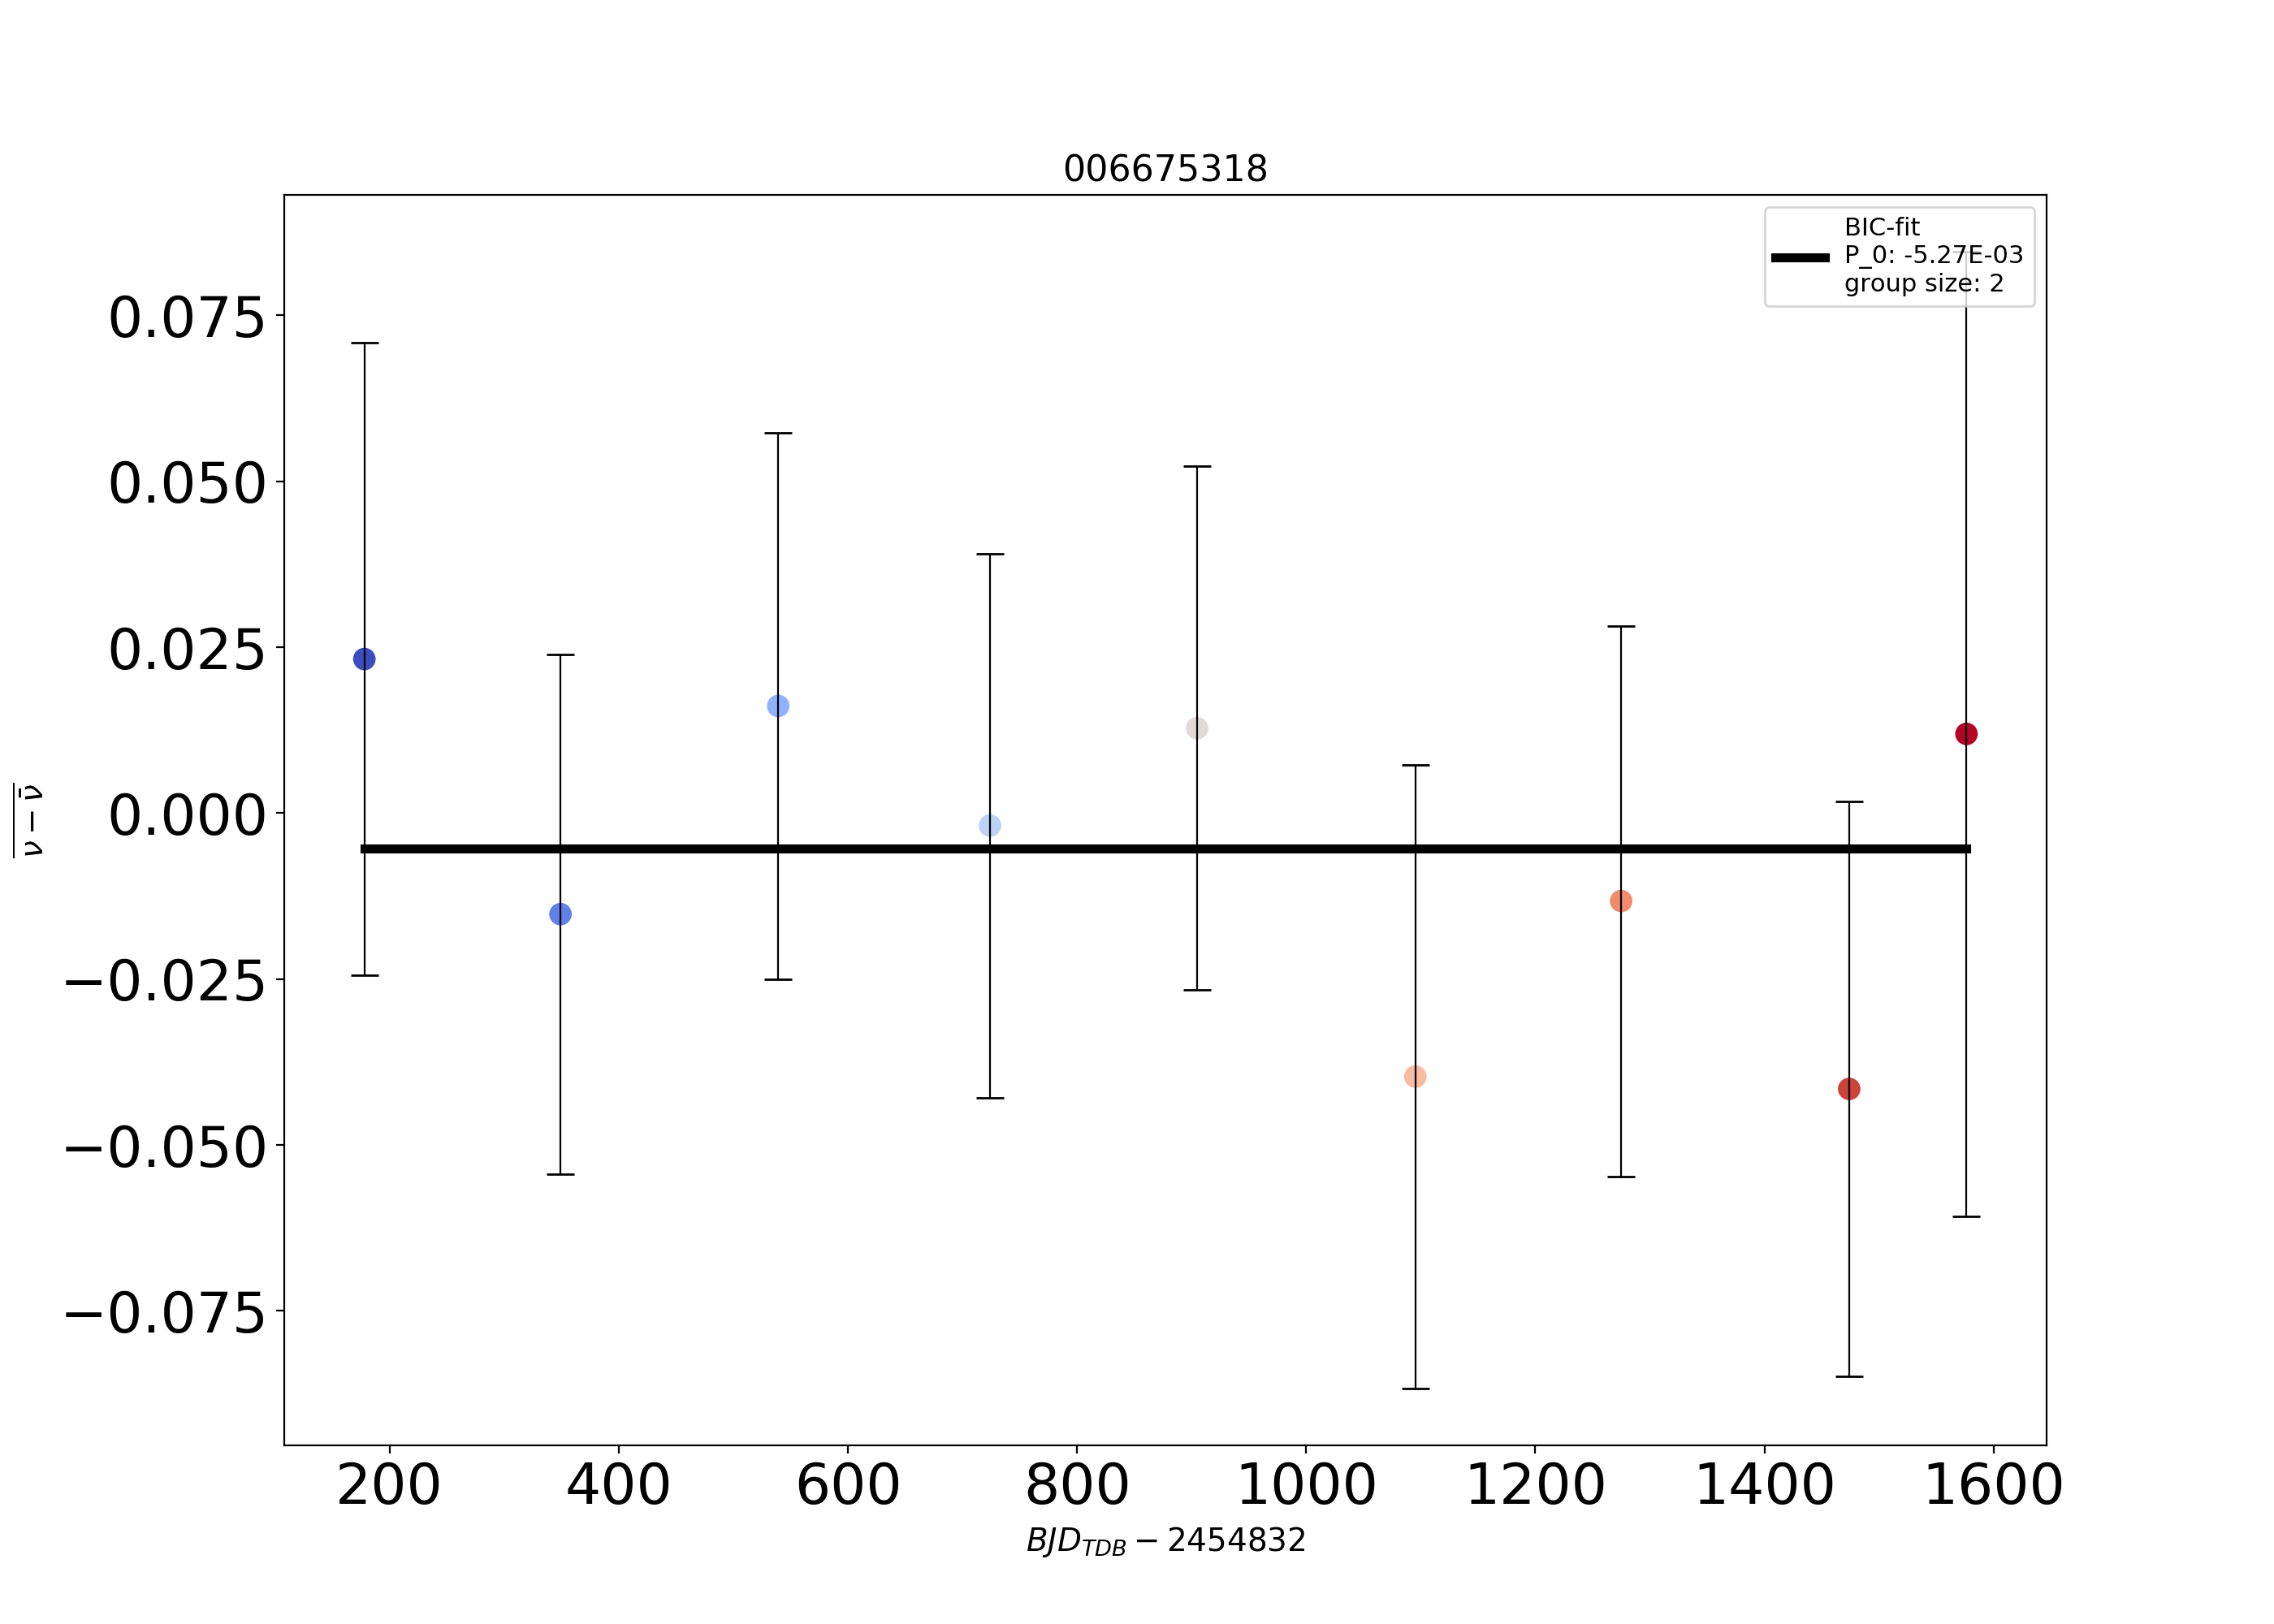 006675318
BIC-fit
P_0: -5.27E-03
group size: 2
0.075
0.050
0.025
0.000
−0.025
−0.050
−0.075
ν − ν̄
200 400 600 800 1000 1200 1400 1600
BJD_TDB − 2454832